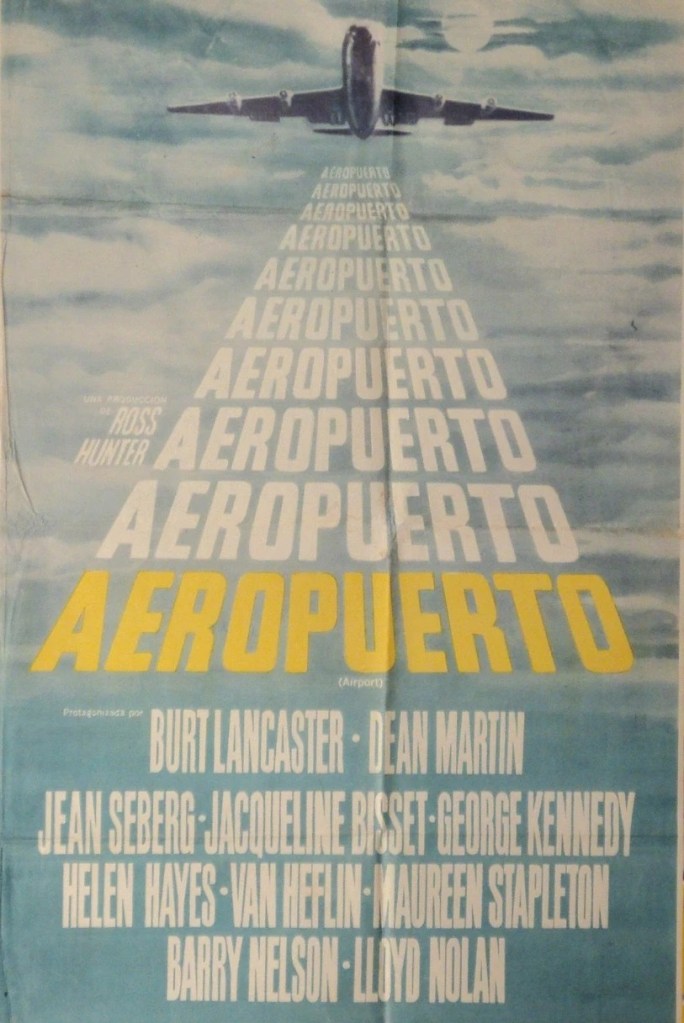 AEROPUERTO
AEROPUERTO
AEROPUERTO
AEROPUERTO
AEROPUERTO
AEROPUERTO
AEROPUERTO
UNA PRODUCCION
DE ROSS
HUNTER
AEROPUERTO
AEROPUERTO
AEROPUERTO
(Airport)
Protagonizada por
BURT LANCASTER · DEAN MARTIN
JEAN SEBERG · JACQUELINE BISSET · GEORGE KENNEDY
HELEN HAYES · VAN HEFLIN · MAUREEN STAPLETON
BARRY NELSON · LLOYD NOLAN